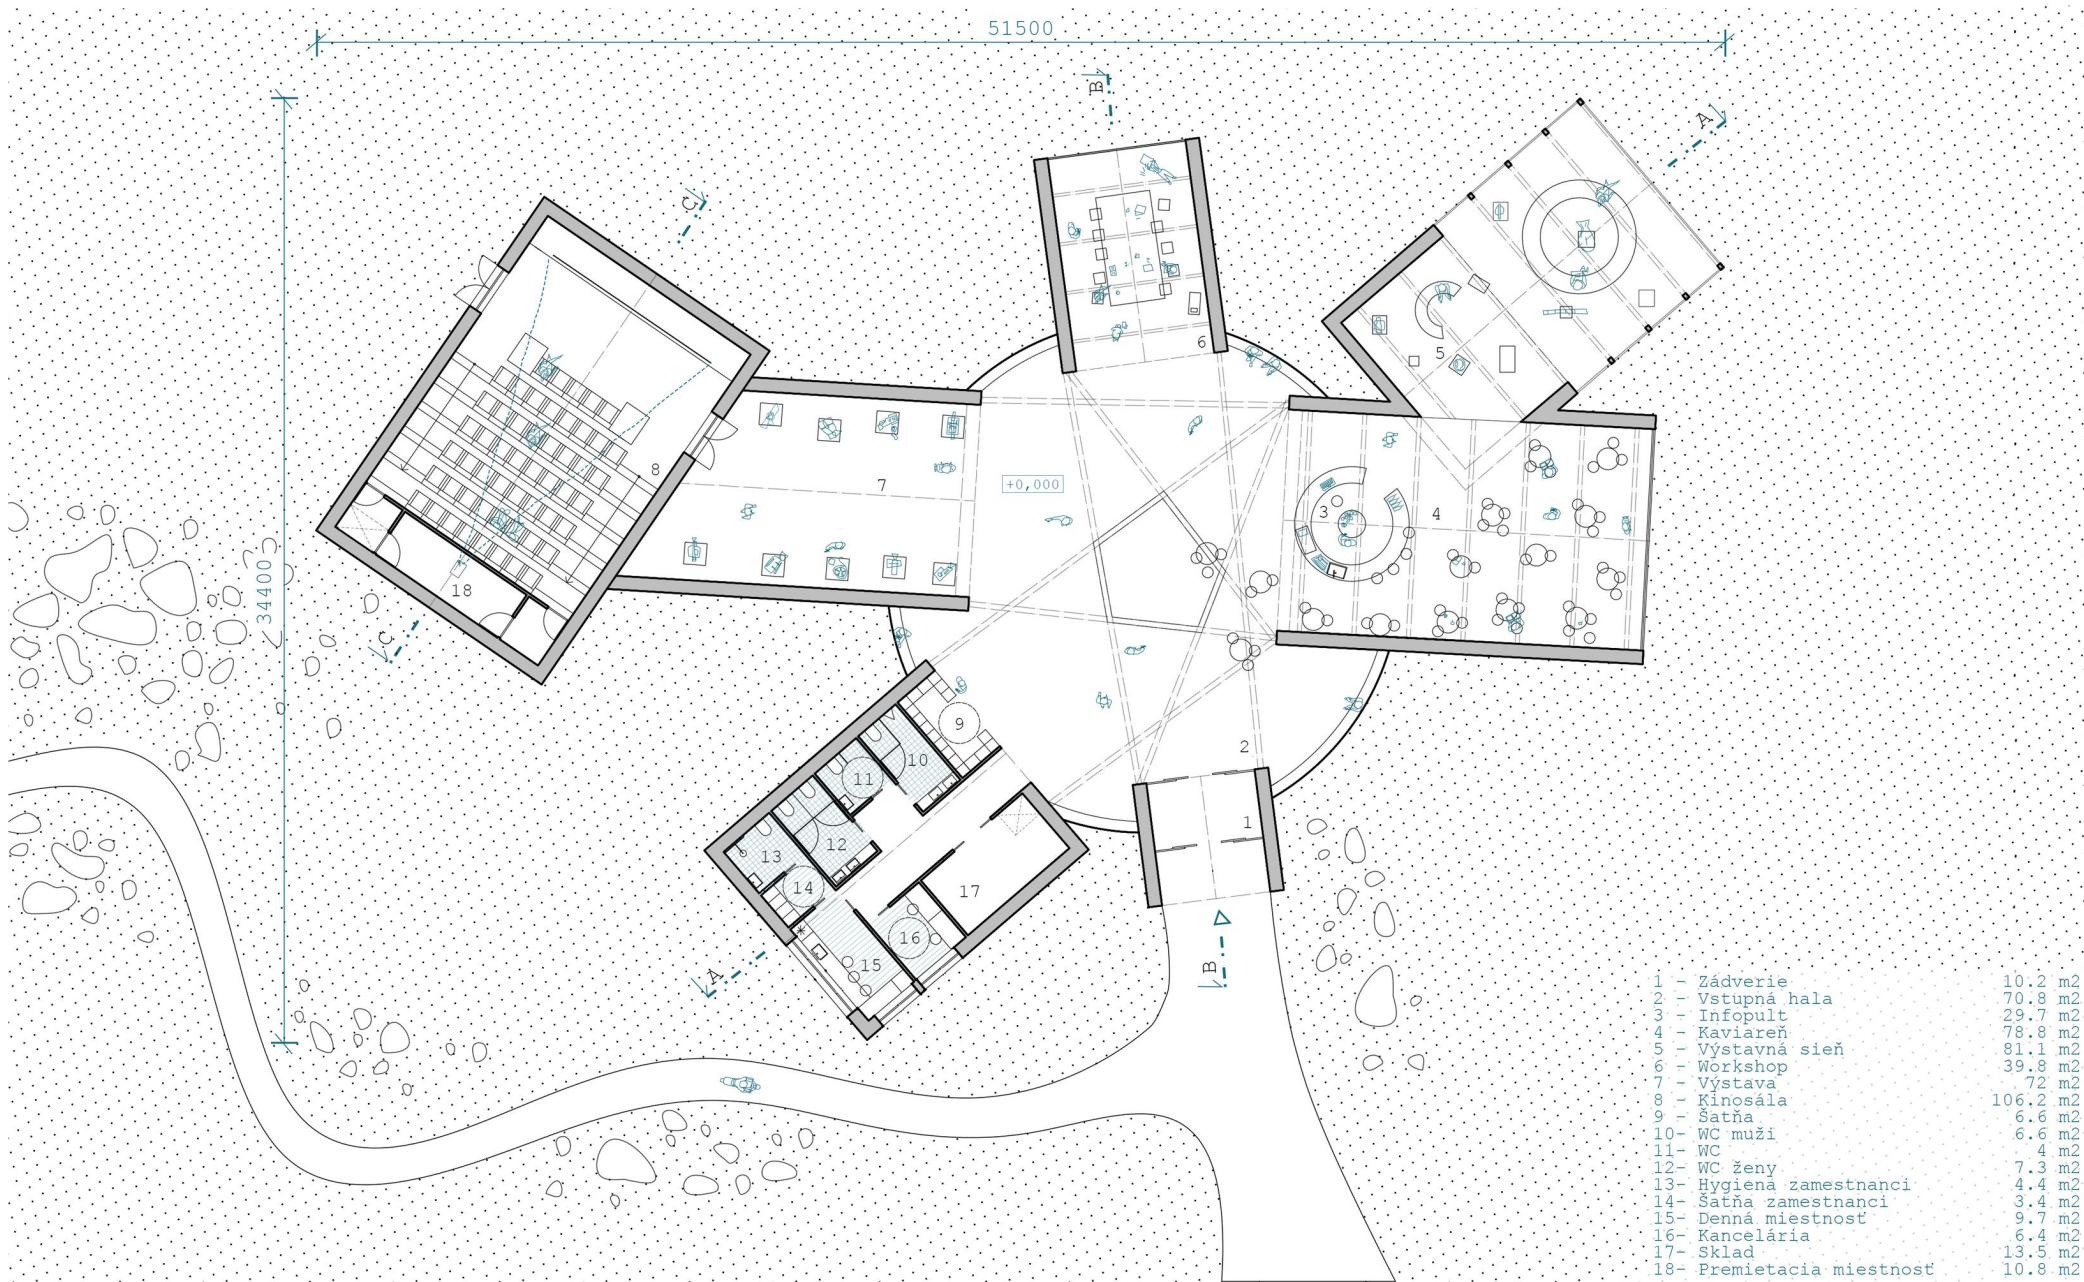 51500
B
A
C
6
5
8
7
+0,000
3
4
34400
18
C
9
2
10
11
1
12
13
14
17
16
15
A
B
1 - Zádverie 10.2 m2
2 - Vstupná hala 70.8 m2
3 - Infopult 29.7 m2
4 - Kaviareň 78.8 m2
5 - Výstavná sieň 81.1 m2
6 - Workshop 39.8 m2
7 - Výstava 72 m2
8 - Kinosála 106.2 m2
9 - Šatňa 6.6 m2
10- WC muži 6.6 m2
11- WC 4 m2
12- WC ženy 7.3 m2
13- Hygiena zamestnanci 4.4 m2
14- Šatňa zamestnanci 3.4 m2
15- Denná miestnosť 9.7 m2
16- Kancelária 6.4 m2
17- Sklad 13.5 m2
18- Premietacia miestnosť 10.8 m2